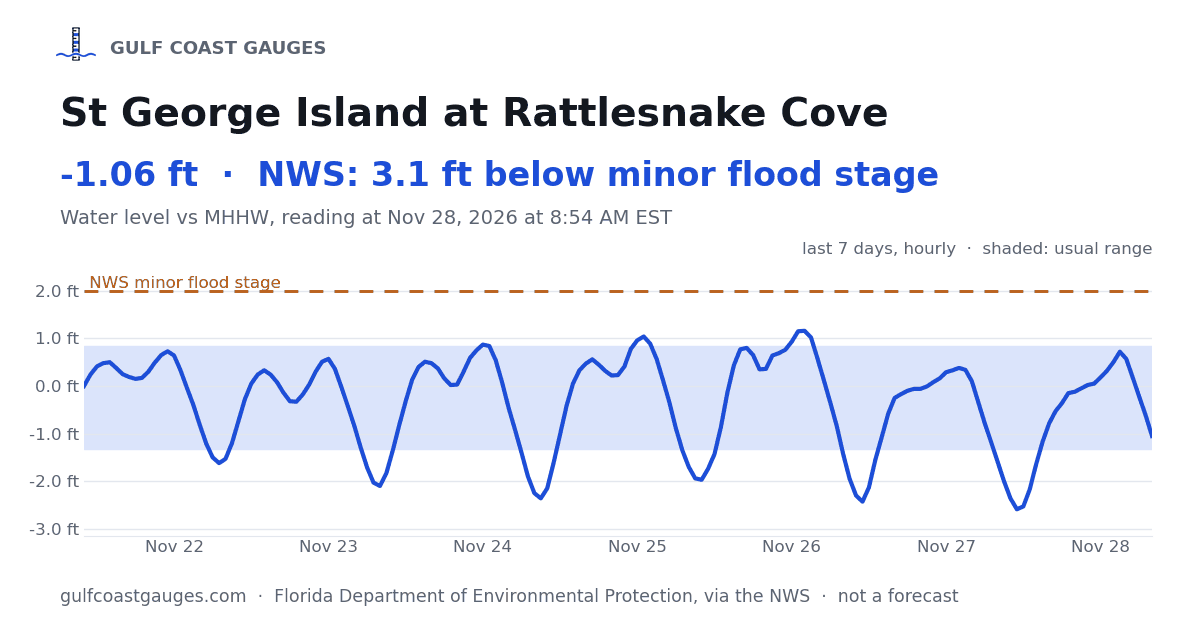 GULF COAST GAUGES
St George Island at Rattlesnake Cove
-1.06 ft · NWS: 3.1 ft below minor flood stage
Water level vs MHHW, reading at Nov 28, 2026 at 8:54 AM EST
last 7 days, hourly · shaded: usual range
NWS minor flood stage
2.0 ft
1.0 ft
0.0 ft
-1.0 ft
-2.0 ft
-3.0 ft
Nov 22 Nov 23 Nov 24 Nov 25 Nov 26 Nov 27 Nov 28
gulfcoastgauges.com · Florida Department of Environmental Protection, via the NWS · not a forecast